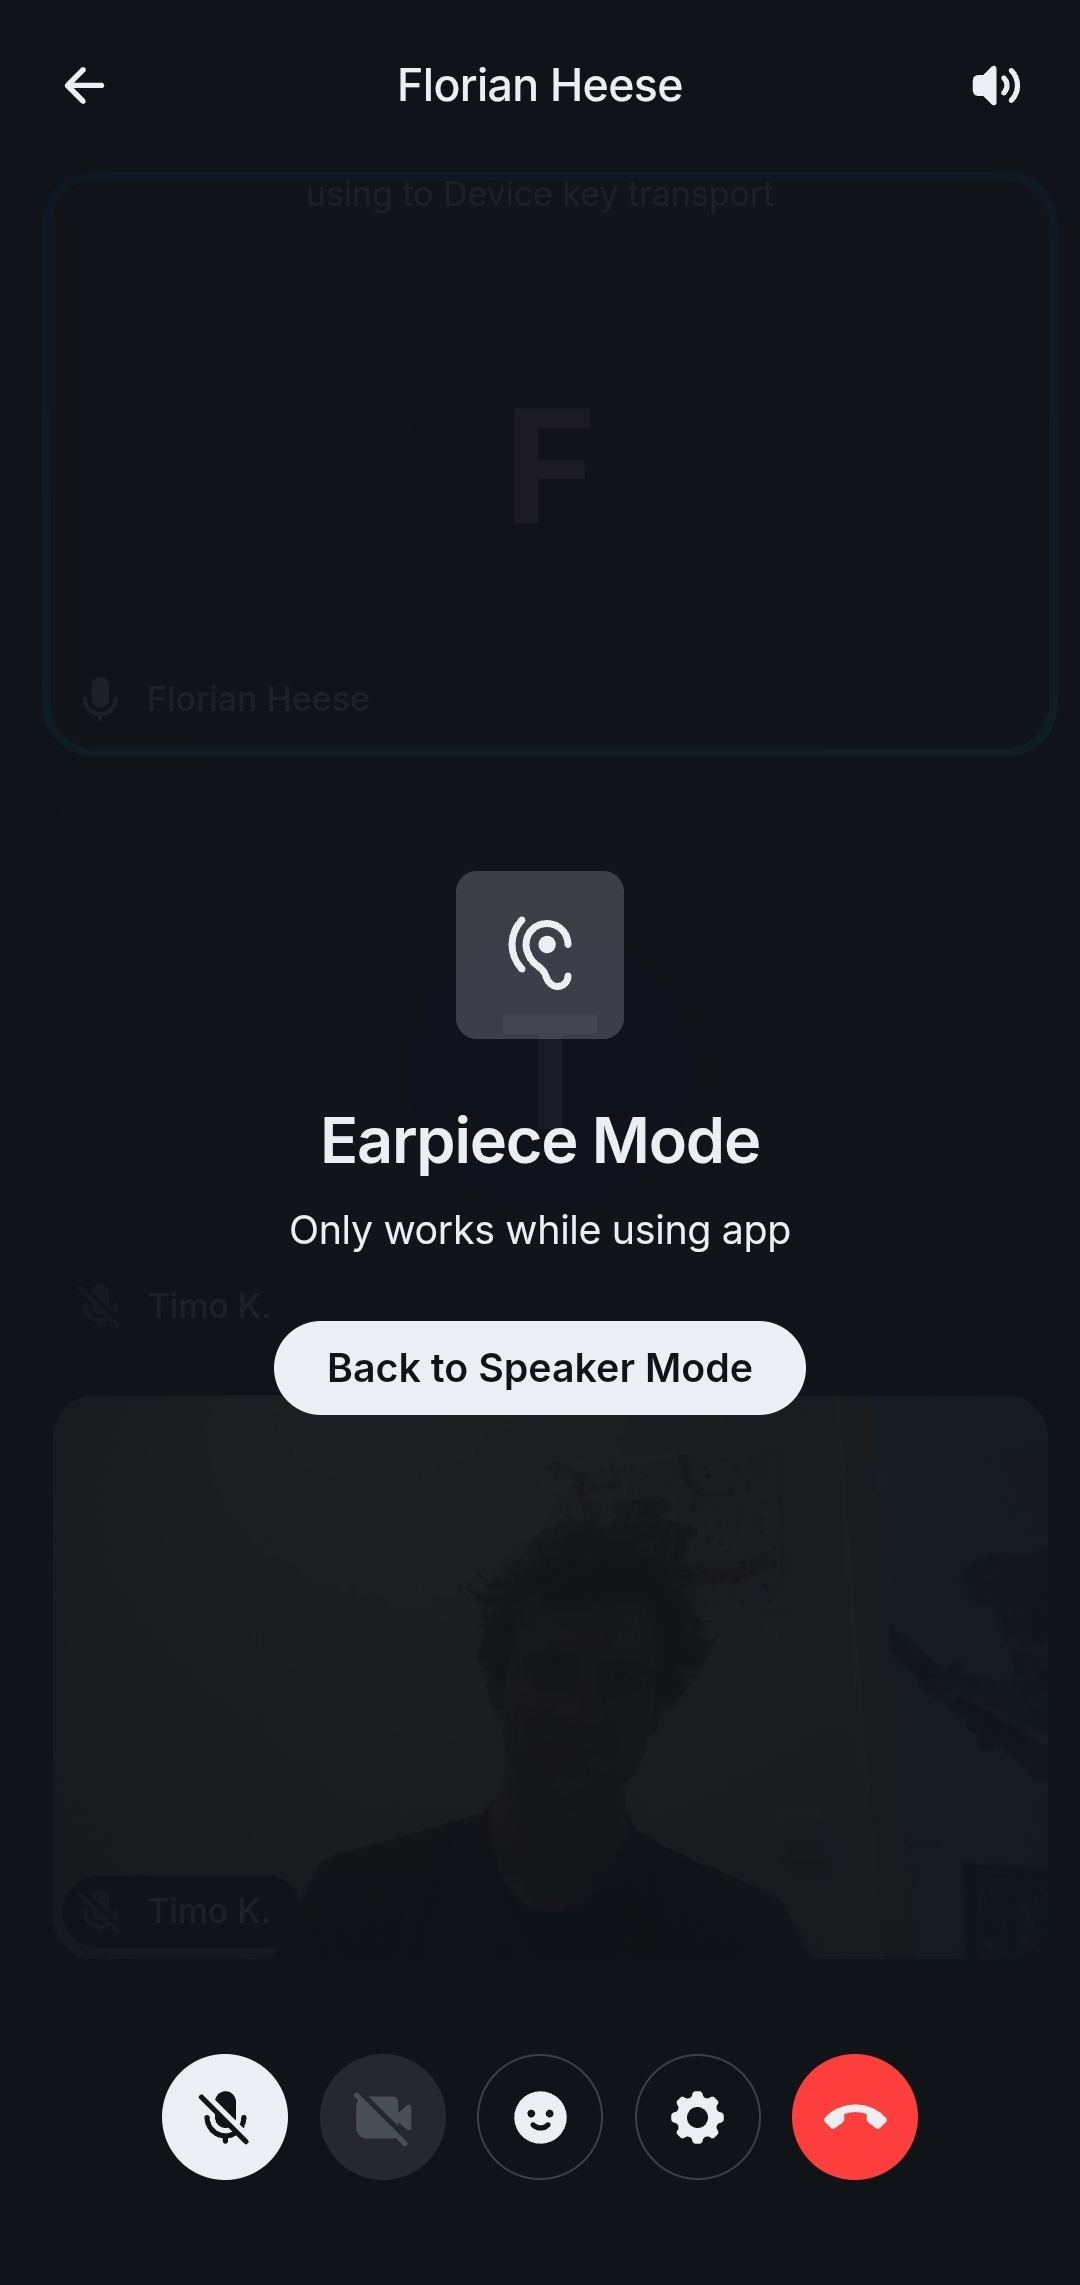 Florian Heese
using to Device key transport
F
Florian Heese
T
Earpiece Mode
Only works while using app
Timo K.
Back to Speaker Mode
Timo K.